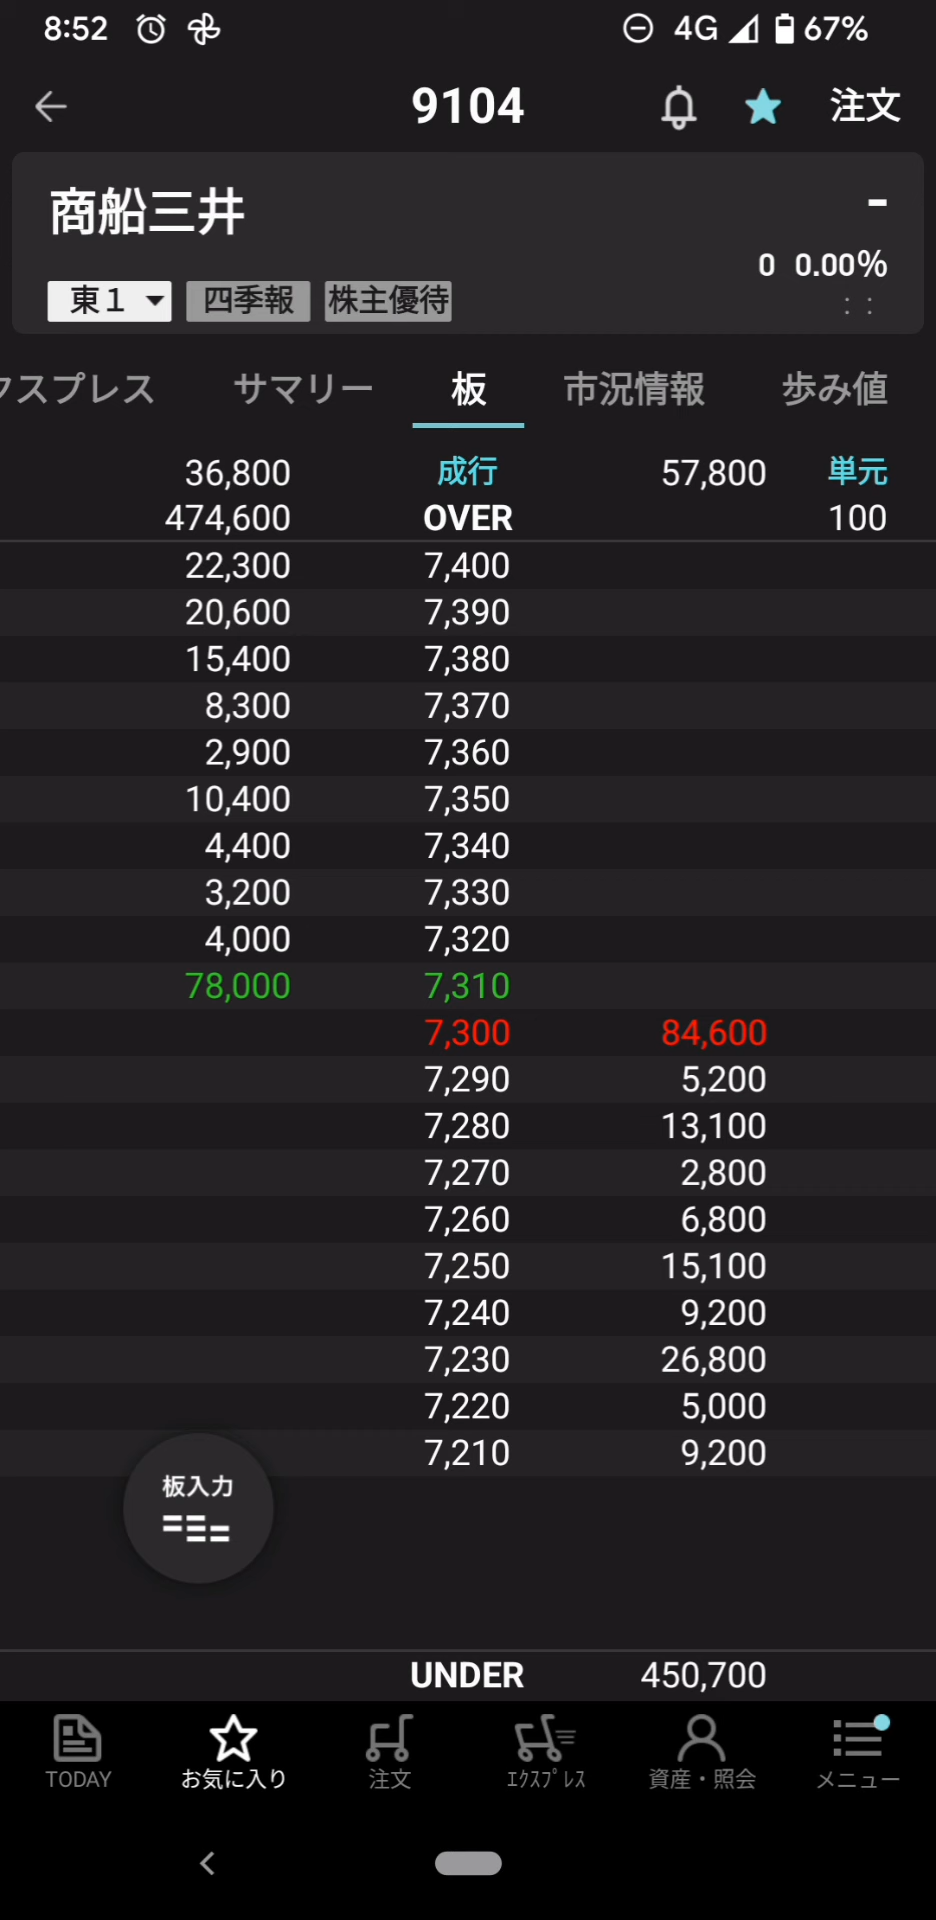 8:52 4G 67%
9104 注文
商船三井 -
0 0.00%
東1 四季報 株主優待 : :
クスプレス サマリー 板 市況情報 歩み値
36,800 成行 57,800 単元
474,600 OVER 100
22,300 7,400
20,600 7,390
15,400 7,380
8,300 7,370
2,900 7,360
10,400 7,350
4,400 7,340
3,200 7,330
4,000 7,320
78,000 7,310
7,300 84,600
7,290 5,200
7,280 13,100
7,270 2,800
7,260 6,800
7,250 15,100
7,240 9,200
7,230 26,800
7,220 5,000
7,210 9,200
板入力
UNDER 450,700
TODAY お気に入り 注文 ｴｸｽﾌﾟﾚｽ 資産・照会 メニュー